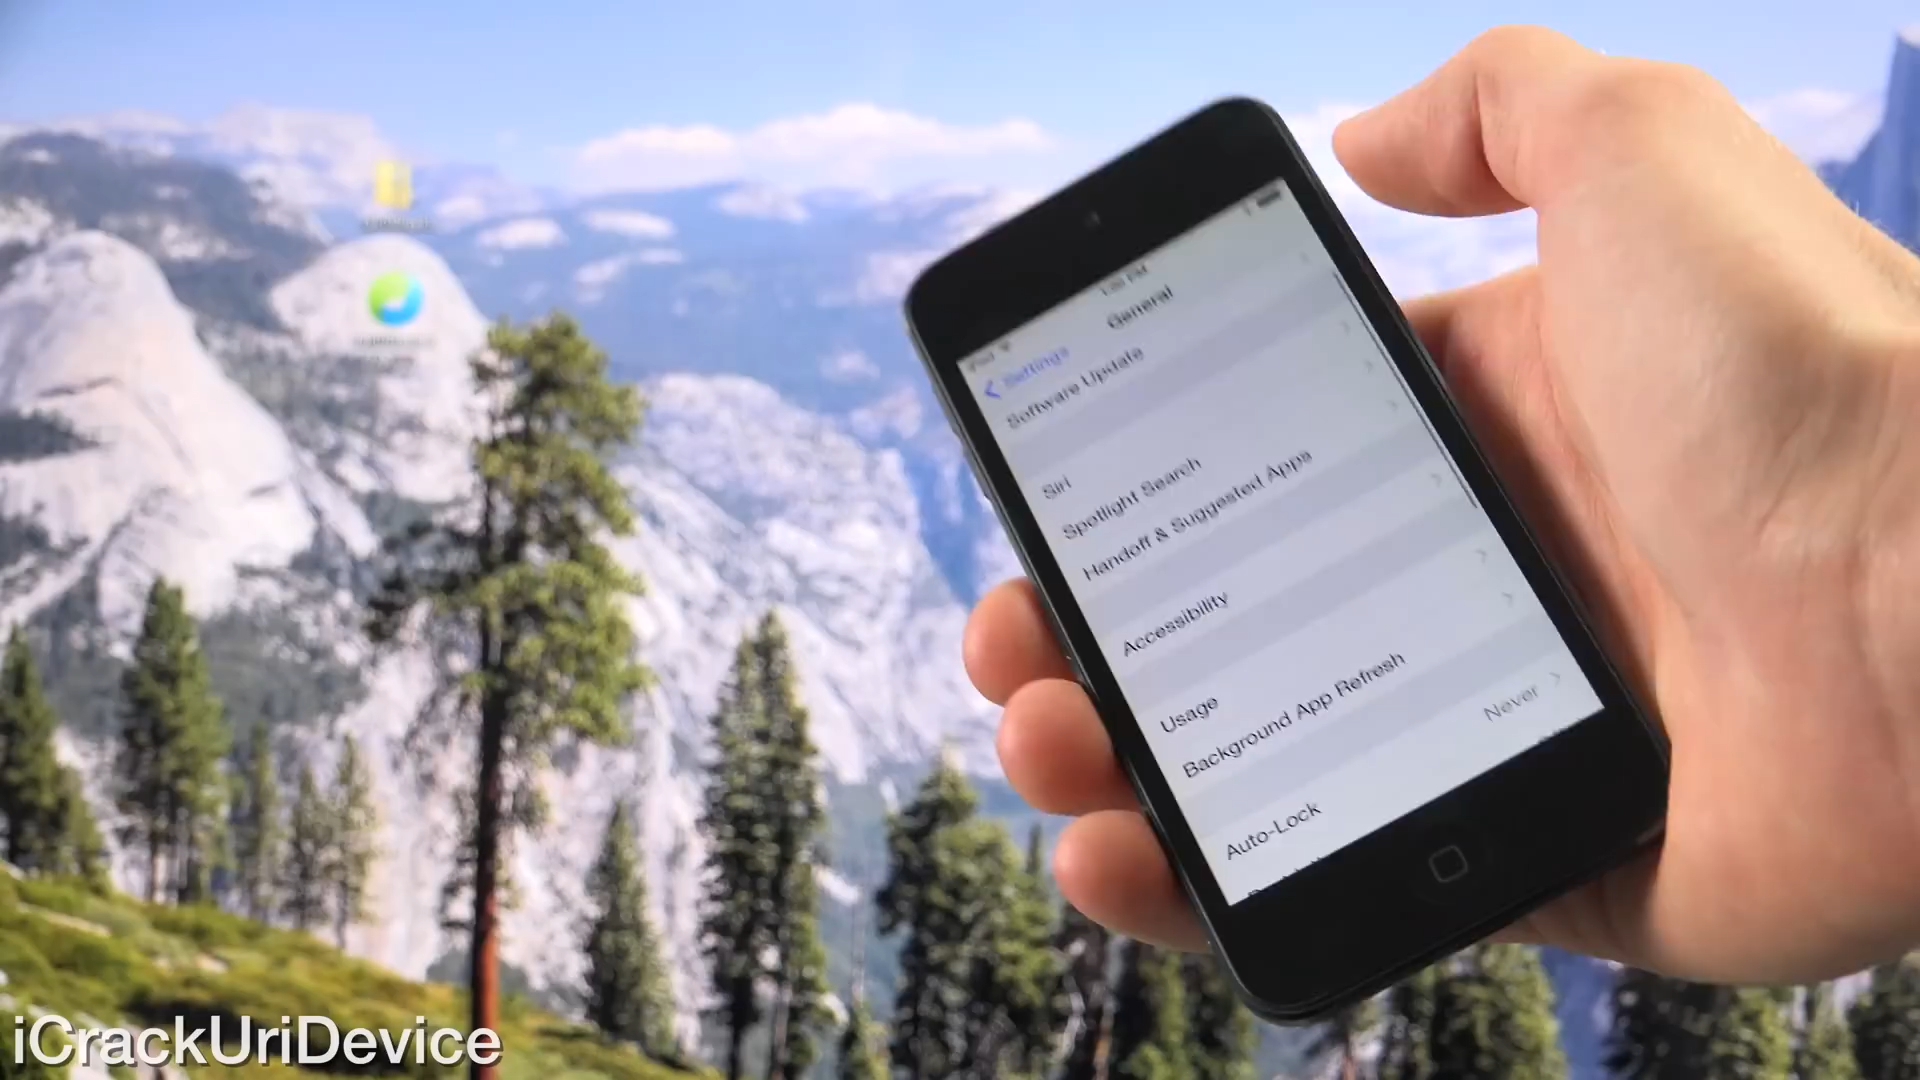 General
Settings
Software Update
Siri
Spotlight Search
Handoff & Suggested Apps
Accessibility
Usage
Background App Refresh
Auto-Lock Never
iCrackUriDevice